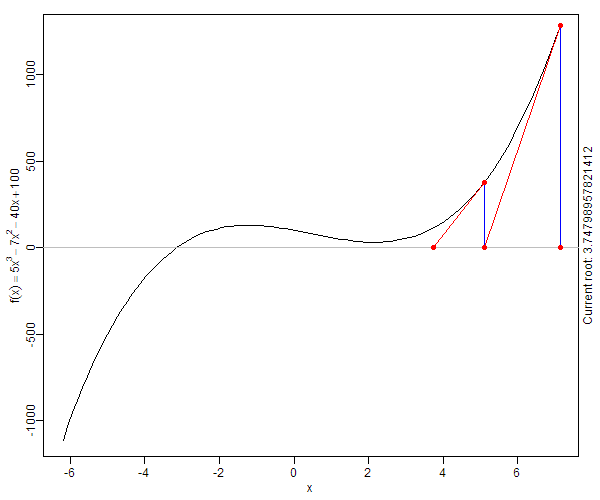 f(x) = 5x³ − 7x² − 40x + 100
1000
500
0
-500
-1000
-6 -4 -2 0 2 4 6
x
Current root: 3.74798957821412